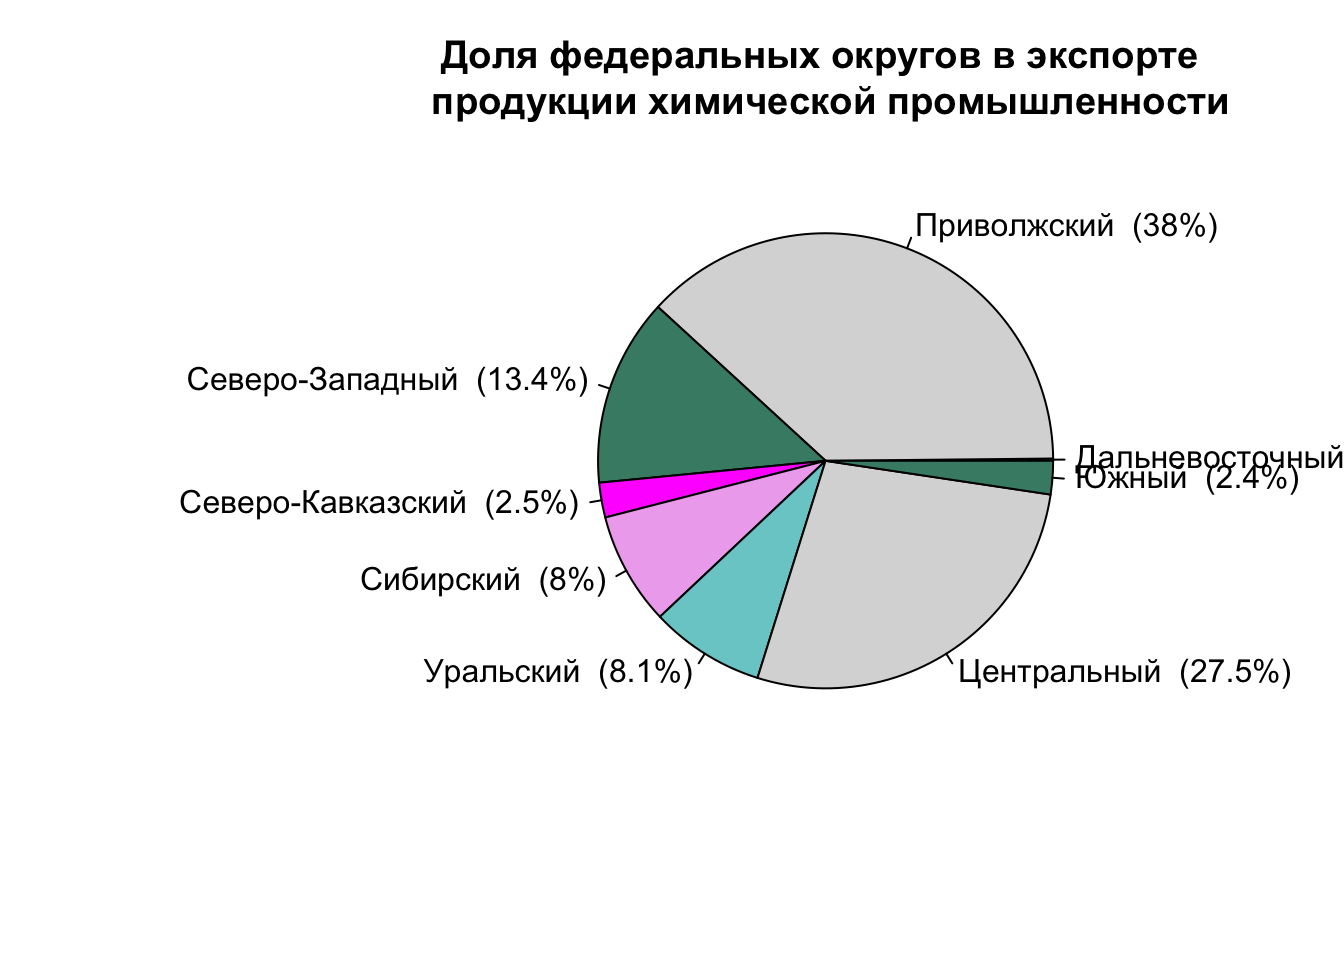 Доля федеральных округов в экспорте
продукции химической промышленности
Приволжский (38%)
Северо-Западный (13.4%)
Дальневосточный
Южный (2.4%)
Северо-Кавказский (2.5%)
Сибирский (8%)
Уральский (8.1%)
Центральный (27.5%)